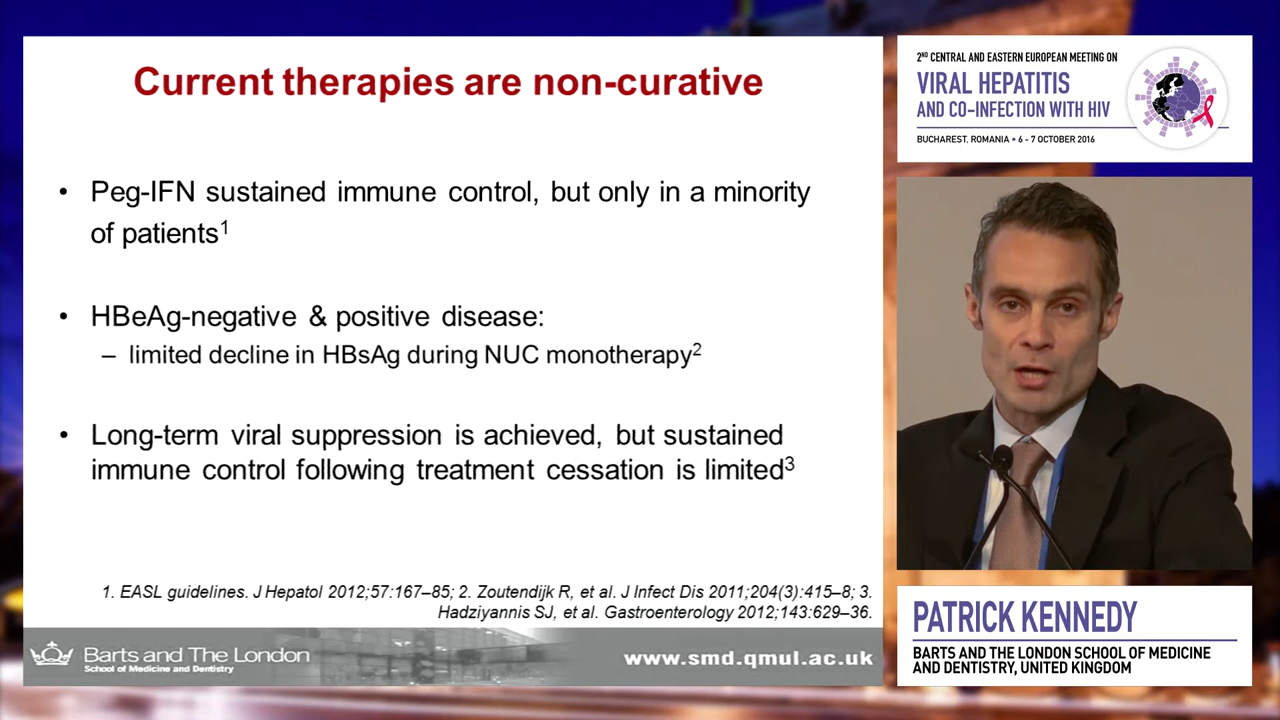 Current therapies are non-curative
• Peg-IFN sustained immune control, but only in a minority
of patients1
• HBeAg-negative & positive disease:
– limited decline in HBsAg during NUC monotherapy2
• Long-term viral suppression is achieved, but sustained
immune control following treatment cessation is limited3
1. EASL guidelines. J Hepatol 2012;57:167–85; 2. Zoutendijk R, et al. J Infect Dis 2011;204(3):415–8; 3.
Hadziyannis SJ, et al. Gastroenterology 2012;143:629–36.
Barts and The London
School of Medicine and Dentistry
www.smd.qmul.ac.uk
2ND CENTRAL AND EASTERN EUROPEAN MEETING ON
VIRAL HEPATITIS
AND CO-INFECTION WITH HIV
BUCHAREST, ROMANIA • 6 - 7 OCTOBER 2016
PATRICK KENNEDY
BARTS AND THE LONDON SCHOOL OF MEDICINE
AND DENTISTRY, UNITED KINGDOM